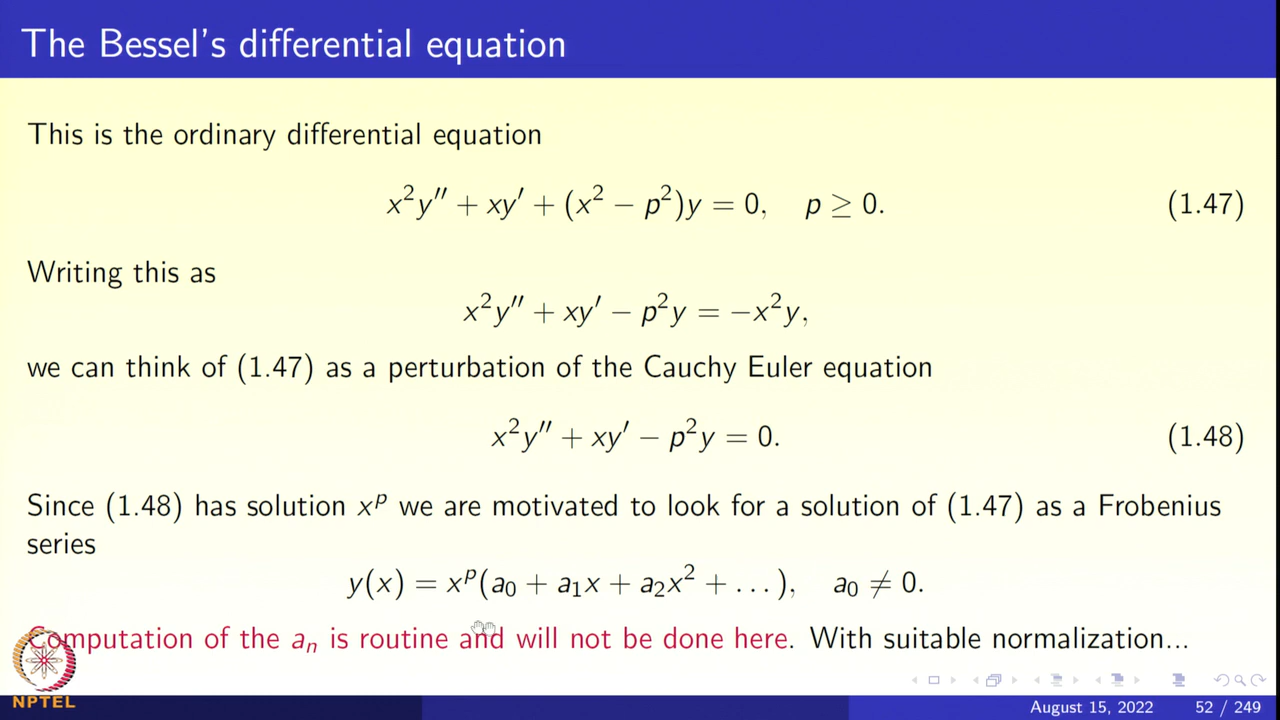 The Bessel's differential equation
This is the ordinary differential equation
x²y″ + xy′ + (x² − p²)y = 0, p ≥ 0. (1.47)
Writing this as
x²y″ + xy′ − p²y = −x²y,
we can think of (1.47) as a perturbation of the Cauchy Euler equation
x²y″ + xy′ − p²y = 0. (1.48)
Since (1.48) has solution xᵖ we are motivated to look for a solution of (1.47) as a Frobenius
series
y(x) = xᵖ(a₀ + a₁x + a₂x² + . . . ), a₀ ≠ 0.
Computation of the aₙ is routine and will not be done here. With suitable normalization...
NPTEL
August 15, 2022 52 / 249